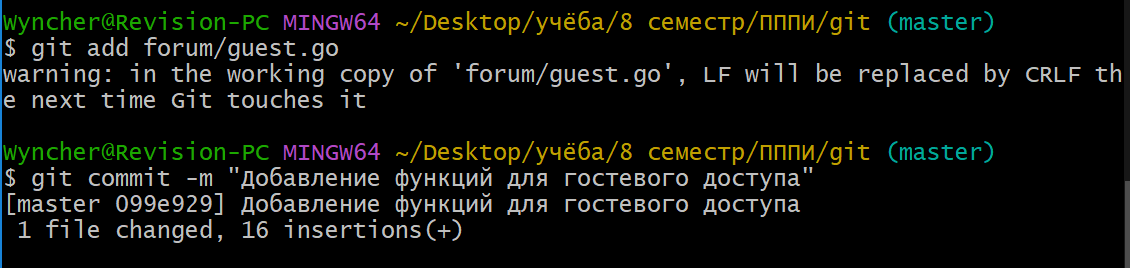 Wyncher@Revision-PC MINGW64 ~/Desktop/учёба/8 семестр/ПППИ/git (master)
$ git add forum/guest.go
warning: in the working copy of 'forum/guest.go', LF will be replaced by CRLF th
e next time Git touches it
Wyncher@Revision-PC MINGW64 ~/Desktop/учёба/8 семестр/ПППИ/git (master)
$ git commit -m "Добавление функций для гостевого доступа"
[master 099e929] Добавление функций для гостевого доступа
 1 file changed, 16 insertions(+)